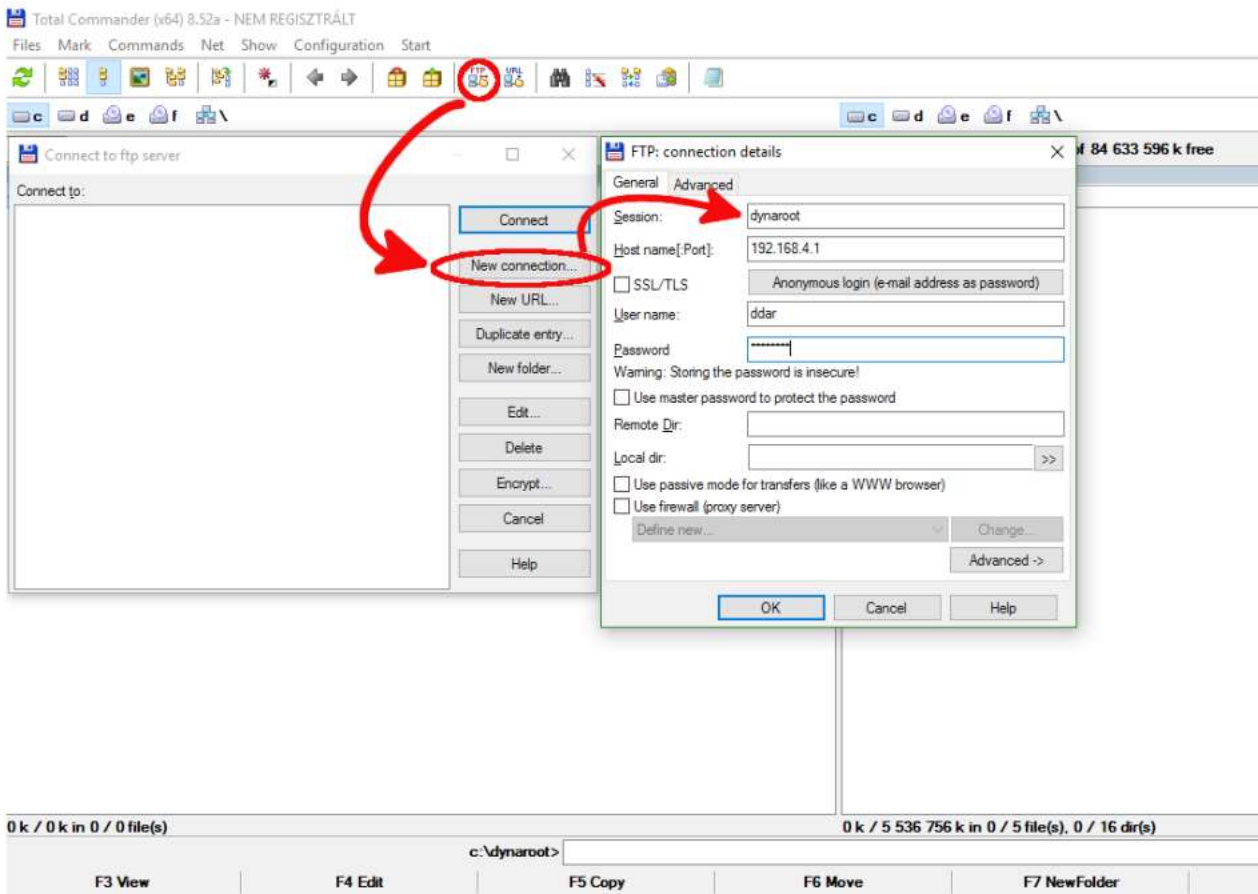 Total Commander (x64) 8.52a - NEM REGISZTRÁLT
Files Mark Commands Net Show Configuration Start
FTP URL
c d e f \
c d e f \
of 84 633 596 k free
Connect to ftp server
Connect to:
Connect
New connection...
New URL...
Duplicate entry...
New folder...
Edit...
Delete
Encrypt...
Cancel
Help
FTP: connection details
General Advanced
Session: dynaroot
Host name[:Port]: 192.168.4.1
SSL/TLS Anonymous login (e-mail address as password)
User name: ddar
Password ********
Warning: Storing the password is insecure!
Use master password to protect the password
Remote Dir:
Local dir: >>
Use passive mode for transfers (like a WWW browser)
Use firewall (proxy server)
Define new... Change...
Advanced ->
OK Cancel Help
0 k / 0 k in 0 / 0 file(s)
0 k / 5 536 756 k in 0 / 5 file(s), 0 / 16 dir(s)
c:\dynaroot>
F3 View F4 Edit F5 Copy F6 Move F7 NewFolder